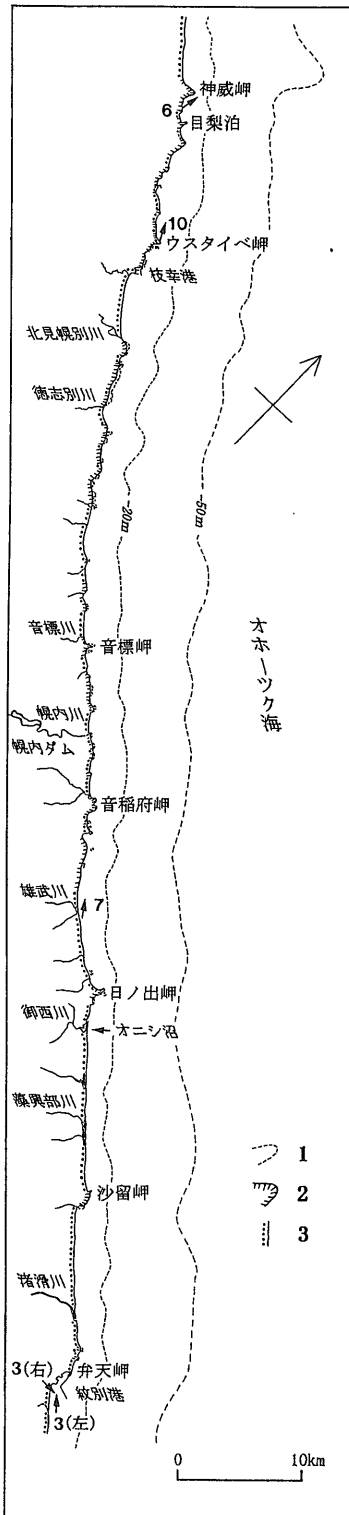 神威岬
6
目梨泊
10
ウスタイベ岬
枝幸港
北見幌別川
徳志別川
-20m
-50m
オホーツク海
音標川
音標岬
幌内川
幌内ダム
音稲府岬
雄武川
7
日ノ出岬
御西川
オニシ沼
藻興部川
1
2
沙留岬
3
渚滑川
3(右)
弁天岬
紋別港
3(左)
0 10km